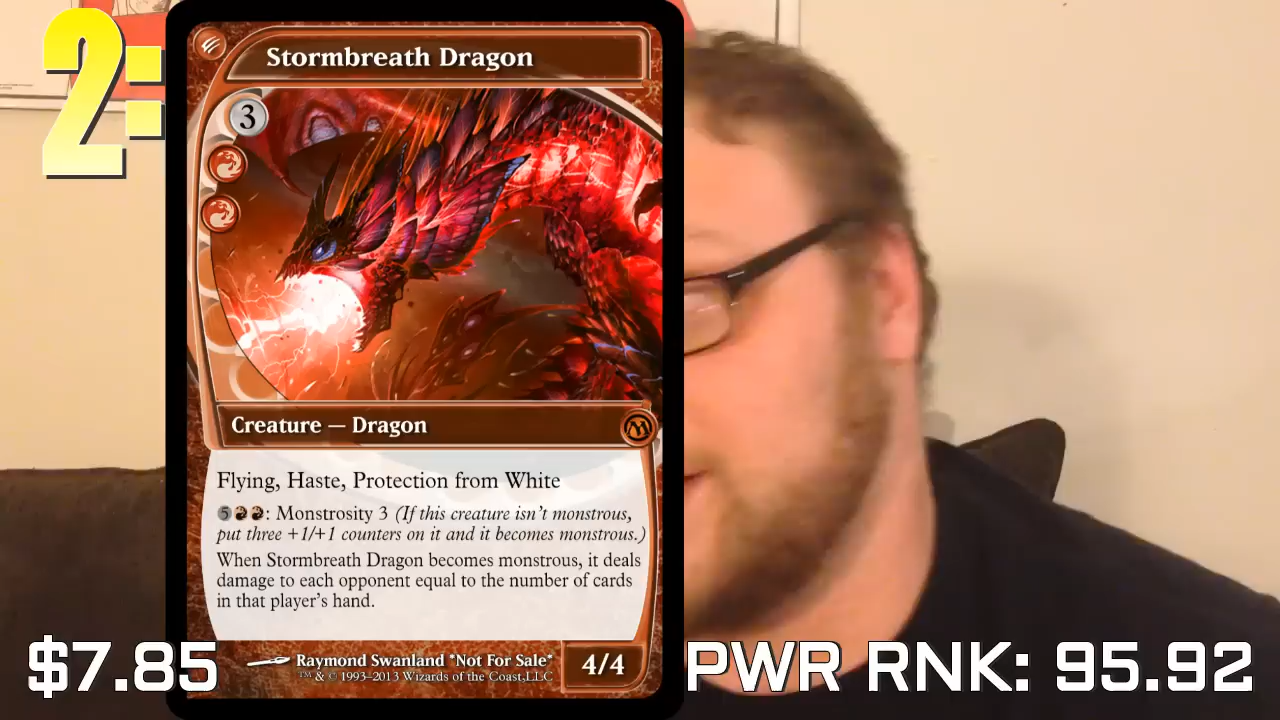 2:
Stormbreath Dragon
3
Creature — Dragon
Flying, Haste, Protection from White
5: Monstrosity 3 (If this creature isn't monstrous,
put three +1/+1 counters on it and it becomes monstrous.)
When Stormbreath Dragon becomes monstrous, it deals
damage to each opponent equal to the number of cards
in that player's hand.
Raymond Swanland *Not For Sale*
™ & © 1993–2013 Wizards of the Coast,LLC
4/4
$7.85
PWR RNK: 95.92